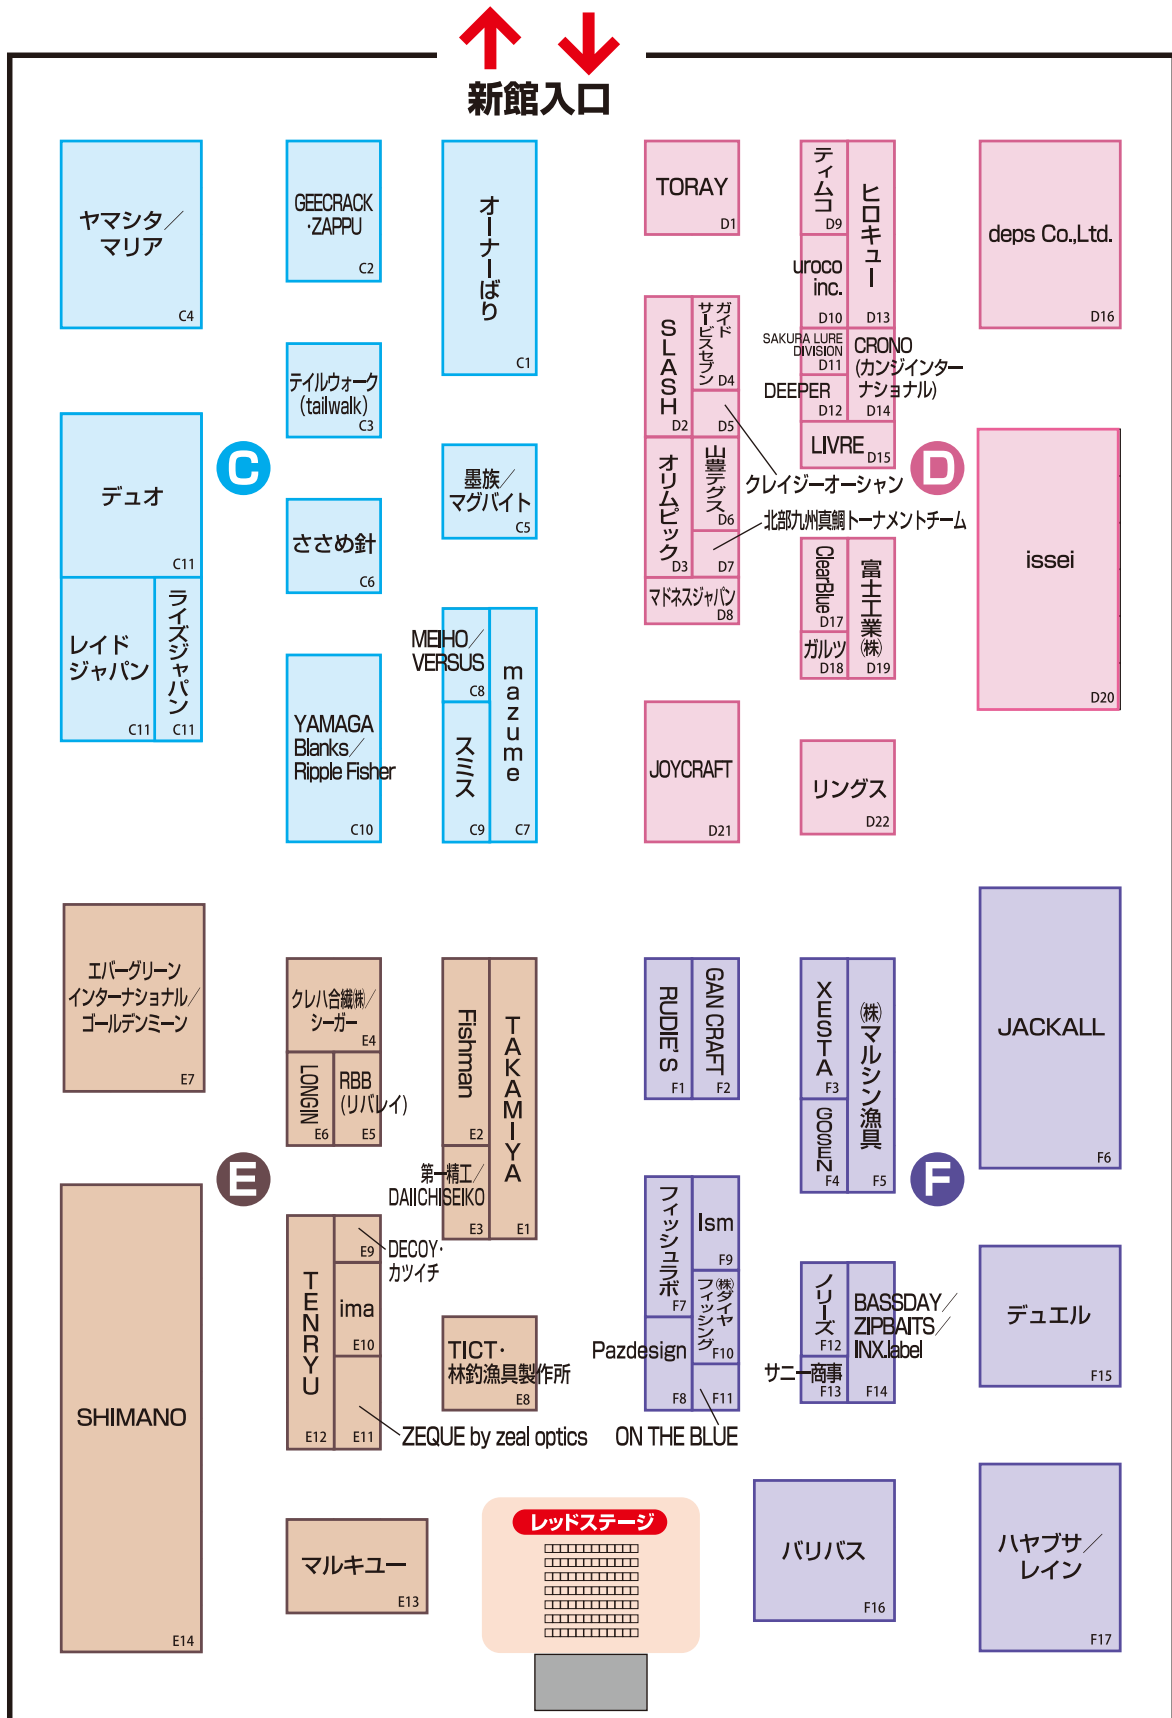 新館入口
ヤマシタ／
マリア
C4
GEECRACK
・ZAPPU
C2
オーナーばり
C1
テイルウォーク
(tailwalk)
C3
デュオ
C11
C
墨族／
マグバイト
C5
ささめ針
C6
レイド
ジャパン
C11
ライズジャパン
C11
MEIHO／
VERSUS
C8
mazume
C7
YAMAGA
Blanks／
Ripple Fisher
C10
スミス
C9
TORAY
D1
ティムコ
D9
ヒロキュー
D13
deps Co.,Ltd.
D16
uroco
inc.
D10
SLASH
D2
ガイド
サービスセブン
D4
SAKURA LURE
DIVISION
D11
CRONO
(カンジインター
ナショナル)
D14
DEEPER
D12
D5
LIVRE
D15
D
クレイジーオーシャン
オリムピック
D3
山豊テグス
D6
北部九州真鯛トーナメントチーム
D7
マドネスジャパン
D8
ClearBlue
D17
富士工業㈱
D19
ガルツ
D18
issei
D20
JOYCRAFT
D21
リングス
D22
エバーグリーン
インターナショナル／
ゴールデンミーン
E7
クレハ合繊㈱／
シーガー
E4
LONGIN
E6
RBB
(リバレイ)
E5
Fishman
E2
TAKAMIYA
E1
第一精工／
DAIICHISEIKO
E3
E
E9
DECOY・
カツイチ
TENRYU
E12
ima
E10
TICT・
林釣漁具製作所
E8
E11
ZEQUE by zeal optics
SHIMANO
E14
マルキユー
E13
RUDIE'S
F1
GAN CRAFT
F2
XESTA
F3
㈱マルシン漁具
F5
GOSEN
F4
JACKALL
F6
F
フィッシュラボ
F7
Ism
F9
㈱ダイヤ
フィッシング
F10
Pazdesign
F8
F11
ON THE BLUE
ノリーズ
F12
BASSDAY／
ZIPBAITS／
INX.label
F14
サニー商事
F13
デュエル
F15
レッドステージ
バリバス
F16
ハヤブサ／
レイン
F17